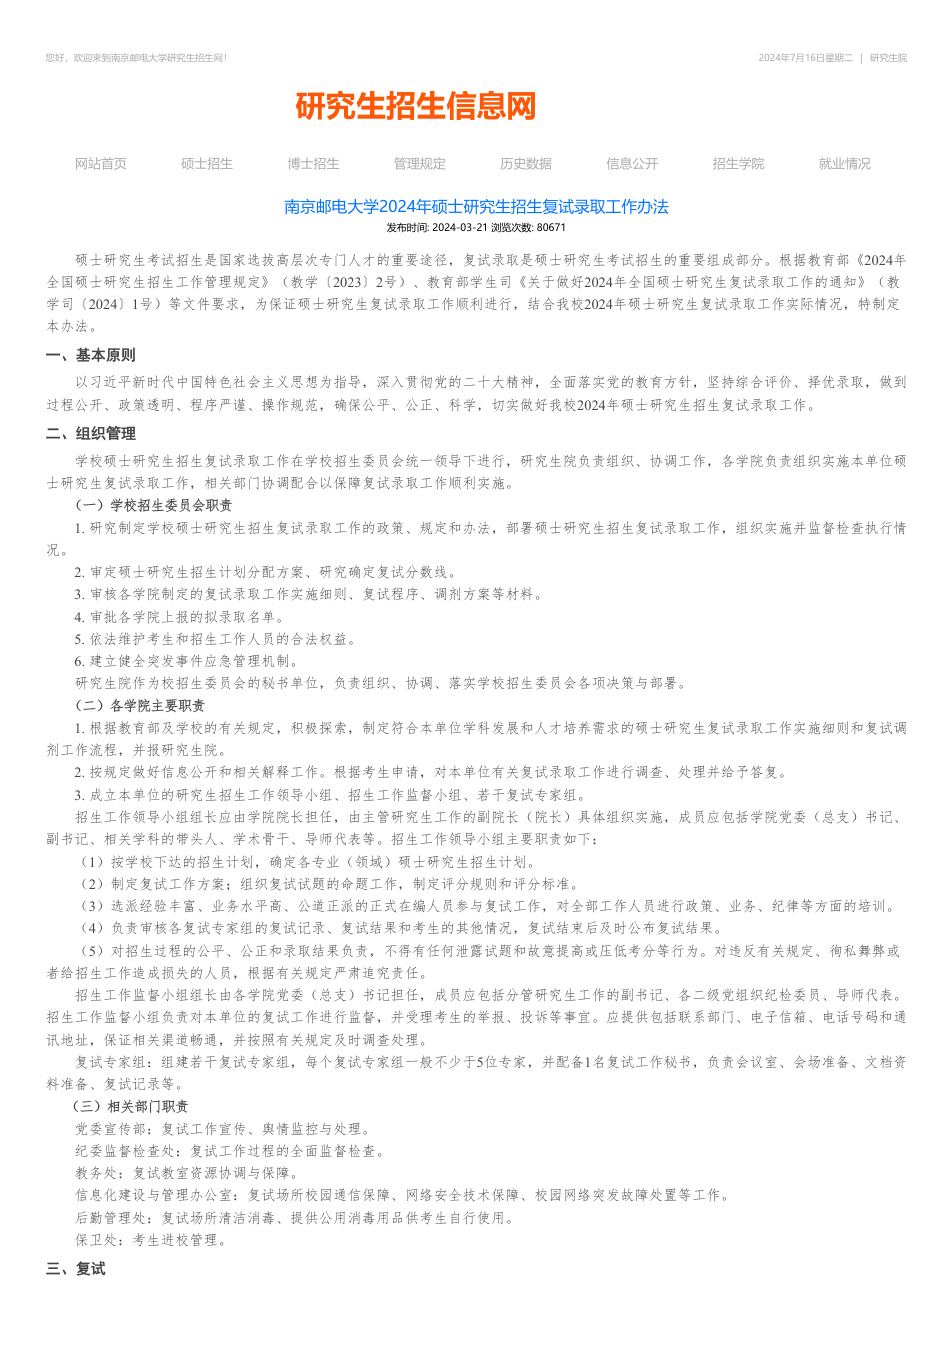 您好，欢迎来到南京邮电大学研究生招生网！
2024年7月16日星期二 | 研究生院
研究生招生信息网
网站首页 硕士招生 博士招生 管理规定 历史数据 信息公开 招生学院 就业情况
南京邮电大学2024年硕士研究生招生复试录取工作办法
发布时间: 2024-03-21 浏览次数: 80671
硕士研究生考试招生是国家选拔高层次专门人才的重要途径，复试录取是硕士研究生考试招生的重要组成部分。根据教育部《2024年
全国硕士研究生招生工作管理规定》（教学〔2023〕2号）、教育部学生司《关于做好2024年全国硕士研究生复试录取工作的通知》（教
学司〔2024〕1号）等文件要求，为保证硕士研究生复试录取工作顺利进行，结合我校2024年硕士研究生复试录取工作实际情况，特制定
本办法。
一、基本原则
以习近平新时代中国特色社会主义思想为指导，深入贯彻党的二十大精神，全面落实党的教育方针，坚持综合评价、择优录取，做到
过程公开、政策透明、程序严谨、操作规范，确保公平、公正、科学，切实做好我校2024年硕士研究生招生复试录取工作。
二、组织管理
学校硕士研究生招生复试录取工作在学校招生委员会统一领导下进行，研究生院负责组织、协调工作，各学院负责组织实施本单位硕
士研究生复试录取工作，相关部门协调配合以保障复试录取工作顺利实施。
（一）学校招生委员会职责
1. 研究制定学校硕士研究生招生复试录取工作的政策、规定和办法，部署硕士研究生招生复试录取工作，组织实施并监督检查执行情
况。
2. 审定硕士研究生招生计划分配方案、研究确定复试分数线。
3. 审核各学院制定的复试录取工作实施细则、复试程序、调剂方案等材料。
4. 审批各学院上报的拟录取名单。
5. 依法维护考生和招生工作人员的合法权益。
6. 建立健全突发事件应急管理机制。
研究生院作为校招生委员会的秘书单位，负责组织、协调、落实学校招生委员会各项决策与部署。
（二）各学院主要职责
1. 根据教育部及学校的有关规定，积极探索，制定符合本单位学科发展和人才培养需求的硕士研究生复试录取工作实施细则和复试调
剂工作流程，并报研究生院。
2. 按规定做好信息公开和相关解释工作。根据考生申请，对本单位有关复试录取工作进行调查、处理并给予答复。
3. 成立本单位的研究生招生工作领导小组、招生工作监督小组、若干复试专家组。
招生工作领导小组组长应由学院院长担任，由主管研究生工作的副院长（院长）具体组织实施，成员应包括学院党委（总支）书记、
副书记、相关学科的带头人、学术骨干、导师代表等。招生工作领导小组主要职责如下：
（1）按学校下达的招生计划，确定各专业（领域）硕士研究生招生计划。
（2）制定复试工作方案；组织复试试题的命题工作，制定评分规则和评分标准。
（3）选派经验丰富、业务水平高、公道正派的正式在编人员参与复试工作，对全部工作人员进行政策、业务、纪律等方面的培训。
（4）负责审核各复试专家组的复试记录、复试结果和考生的其他情况，复试结束后及时公布复试结果。
（5）对招生过程的公平、公正和录取结果负责，不得有任何泄露试题和故意提高或压低考分等行为。对违反有关规定、徇私舞弊或
者给招生工作造成损失的人员，根据有关规定严肃追究责任。
招生工作监督小组组长由各学院党委（总支）书记担任，成员应包括分管研究生工作的副书记、各二级党组织纪检委员、导师代表。
招生工作监督小组负责对本单位的复试工作进行监督，并受理考生的举报、投诉等事宜。应提供包括联系部门、电子信箱、电话号码和通
讯地址，保证相关渠道畅通，并按照有关规定及时调查处理。
复试专家组：组建若干复试专家组，每个复试专家组一般不少于5位专家，并配备1名复试工作秘书，负责会议室、会场准备、文档资
料准备、复试记录等。
（三）相关部门职责
党委宣传部：复试工作宣传、舆情监控与处理。
纪委监督检查处：复试工作过程的全面监督检查。
教务处：复试教室资源协调与保障。
信息化建设与管理办公室：复试场所校园通信保障、网络安全技术保障、校园网络突发故障处置等工作。
后勤管理处：复试场所清洁消毒、提供公用消毒用品供考生自行使用。
保卫处：考生进校管理。
三、复试